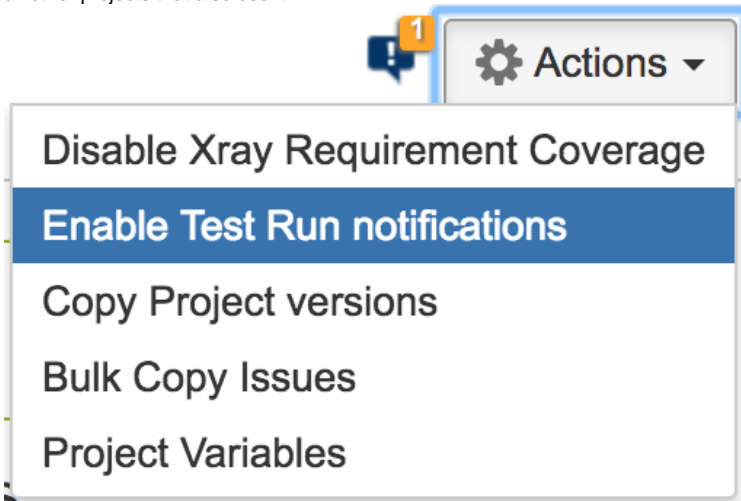 1
Actions
Disable Xray Requirement Coverage
Enable Test Run notifications
Copy Project versions
Bulk Copy Issues
Project Variables